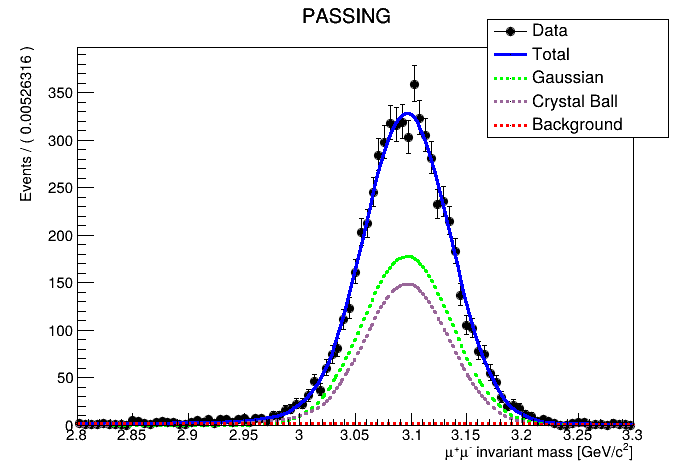 PASSING
Data
Total
Gaussian
Crystal Ball
Background
Events / ( 0.00526316 )
350
300
250
200
150
100
50
0
2.8 2.85 2.9 2.95 3 3.05 3.1 3.15 3.2 3.25 3.3
μ⁺μ⁻ invariant mass [GeV/c²]